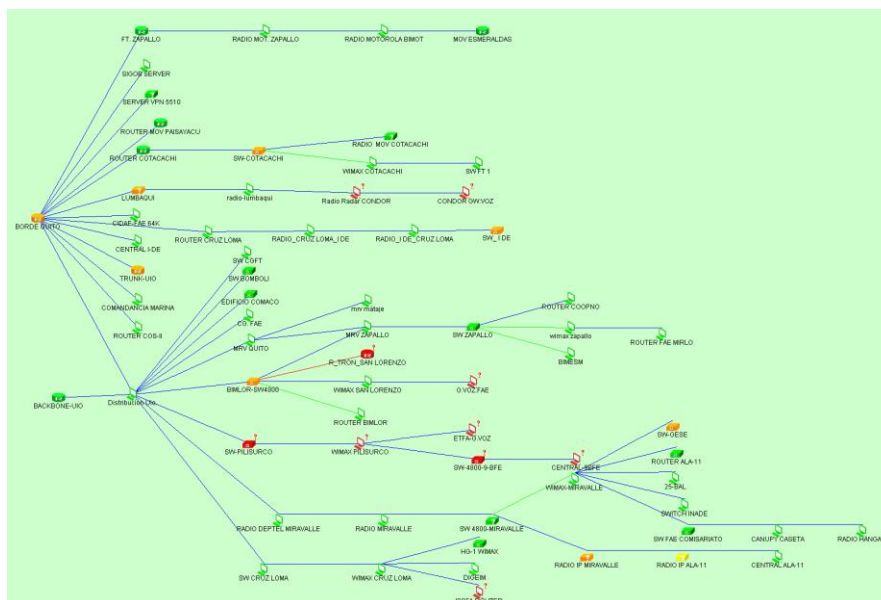 FT. ZAPALLO
RADIO MOT. ZAPALLO
RADIO MOTOROLA BIMOT
MOV ESMERALDAS
SIGOB SERVER
SERVER VPN 5510
ROUTER MOV PAISAYACU
ROUTER COTACACHI
SW-COTACACHI
RADIO MOV COTACACHI
WIMAX COTACACHI
SW FT 1
LUMBAQUI
radio-lumbaqui
Radio Radar CONDOR
CONDOR GW.VOZ
BORDE QUITO
CIDAF-FAE 64K
ROUTER CRUZ LOMA
RADIO_CRUZ LOMA_I DE
RADIO_I DE_CRUZ LOMA
SW_ I DE
CENTRAL I-DE
SW CGFT
TRUNK-UIO
SW.BOMBOLI
COMANDANCIA MARINA
EDIFICIO COMACO
mrv mataje
ROUTER COOPNO
ROUTER COS-II
CG. FAE
MRV QUITO
MRV ZAPALLO
SW ZAPALLO
wimax zapallo
ROUTER FAE MIRLO
R_TRON_SAN LORENZO
BIMESM
BACKBONE-UIO
Distribucion-Uio.
BIMLOR-SW4800
WIMAX SAN LORENZO
O.VOZ.FAE
ROUTER BIMLOR
SW-PILISURCO
WIMAX PILISURCO
ETFA-O.VOZ
SW-4800-9-BFE
SW-GESE
ROUTER ALA-11
WIMAX-MIRAVALLE
25-BAL
SWITCH INADE
RADIO DEPTEL MIRAVALLE
RADIO MIRAVALLE
SW 4800-MIRAVALLE
SW FAE COMISARIATO
CANUPY CASETA
RADIO HANGA
HG-1 WIMAX
RADIO IP MIRAVALLE
RADIO IP ALA-11
CENTRAL ALA-11
SW CRUZ LOMA
WIMAX CRUZ LOMA
DIGEIM